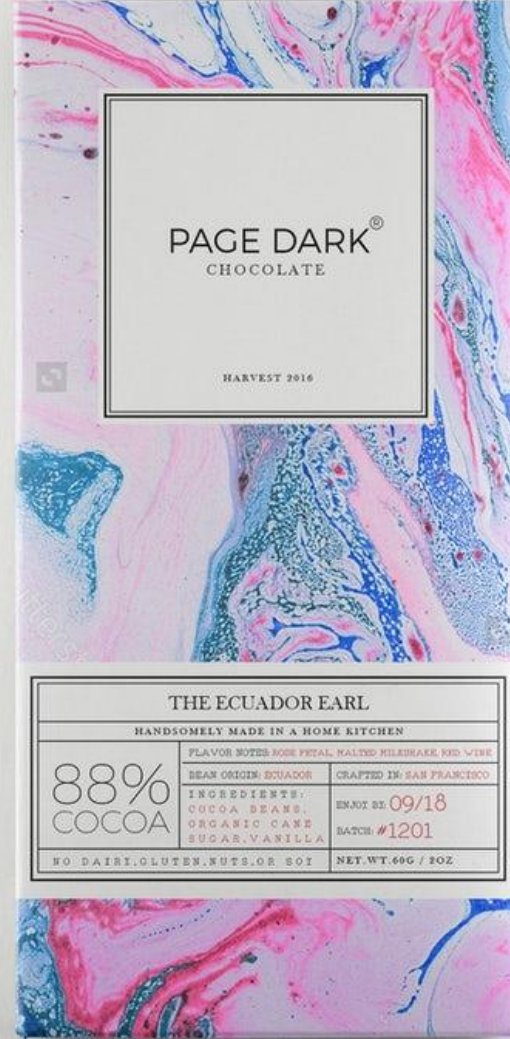 PAGE DARK®
CHOCOLATE
HARVEST 2016
THE ECUADOR EARL
HANDSOMELY MADE IN A HOME KITCHEN
88%
COCOA
FLAVOR NOTES: ROSE PETAL, MALTED MILKSHAKE, RED WINE
BEAN ORIGIN: ECUADOR
CRAFTED IN: SAN FRANCISCO
INGREDIENTS:
COCOA BEANS,
ORGANIC CANE
SUGAR, VANILLA
ENJOY BY: 09/18
BATCH: #1201
NO DAIRY, GLUTEN, NUTS, OR SOY
NET.WT.60G / 2OZ